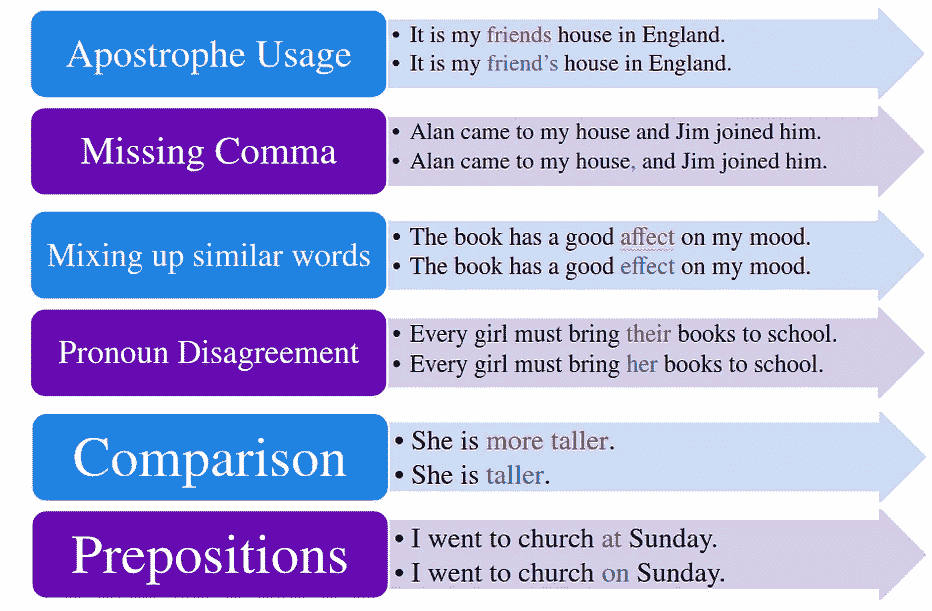 Apostrophe Usage
• It is my friends house in England.
• It is my friend’s house in England.
Missing Comma
• Alan came to my house and Jim joined him.
• Alan came to my house, and Jim joined him.
Mixing up similar words
• The book has a good affect on my mood.
• The book has a good effect on my mood.
Pronoun Disagreement
• Every girl must bring their books to school.
• Every girl must bring her books to school.
Comparison
• She is more taller.
• She is taller.
Prepositions
• I went to church at Sunday.
• I went to church on Sunday.